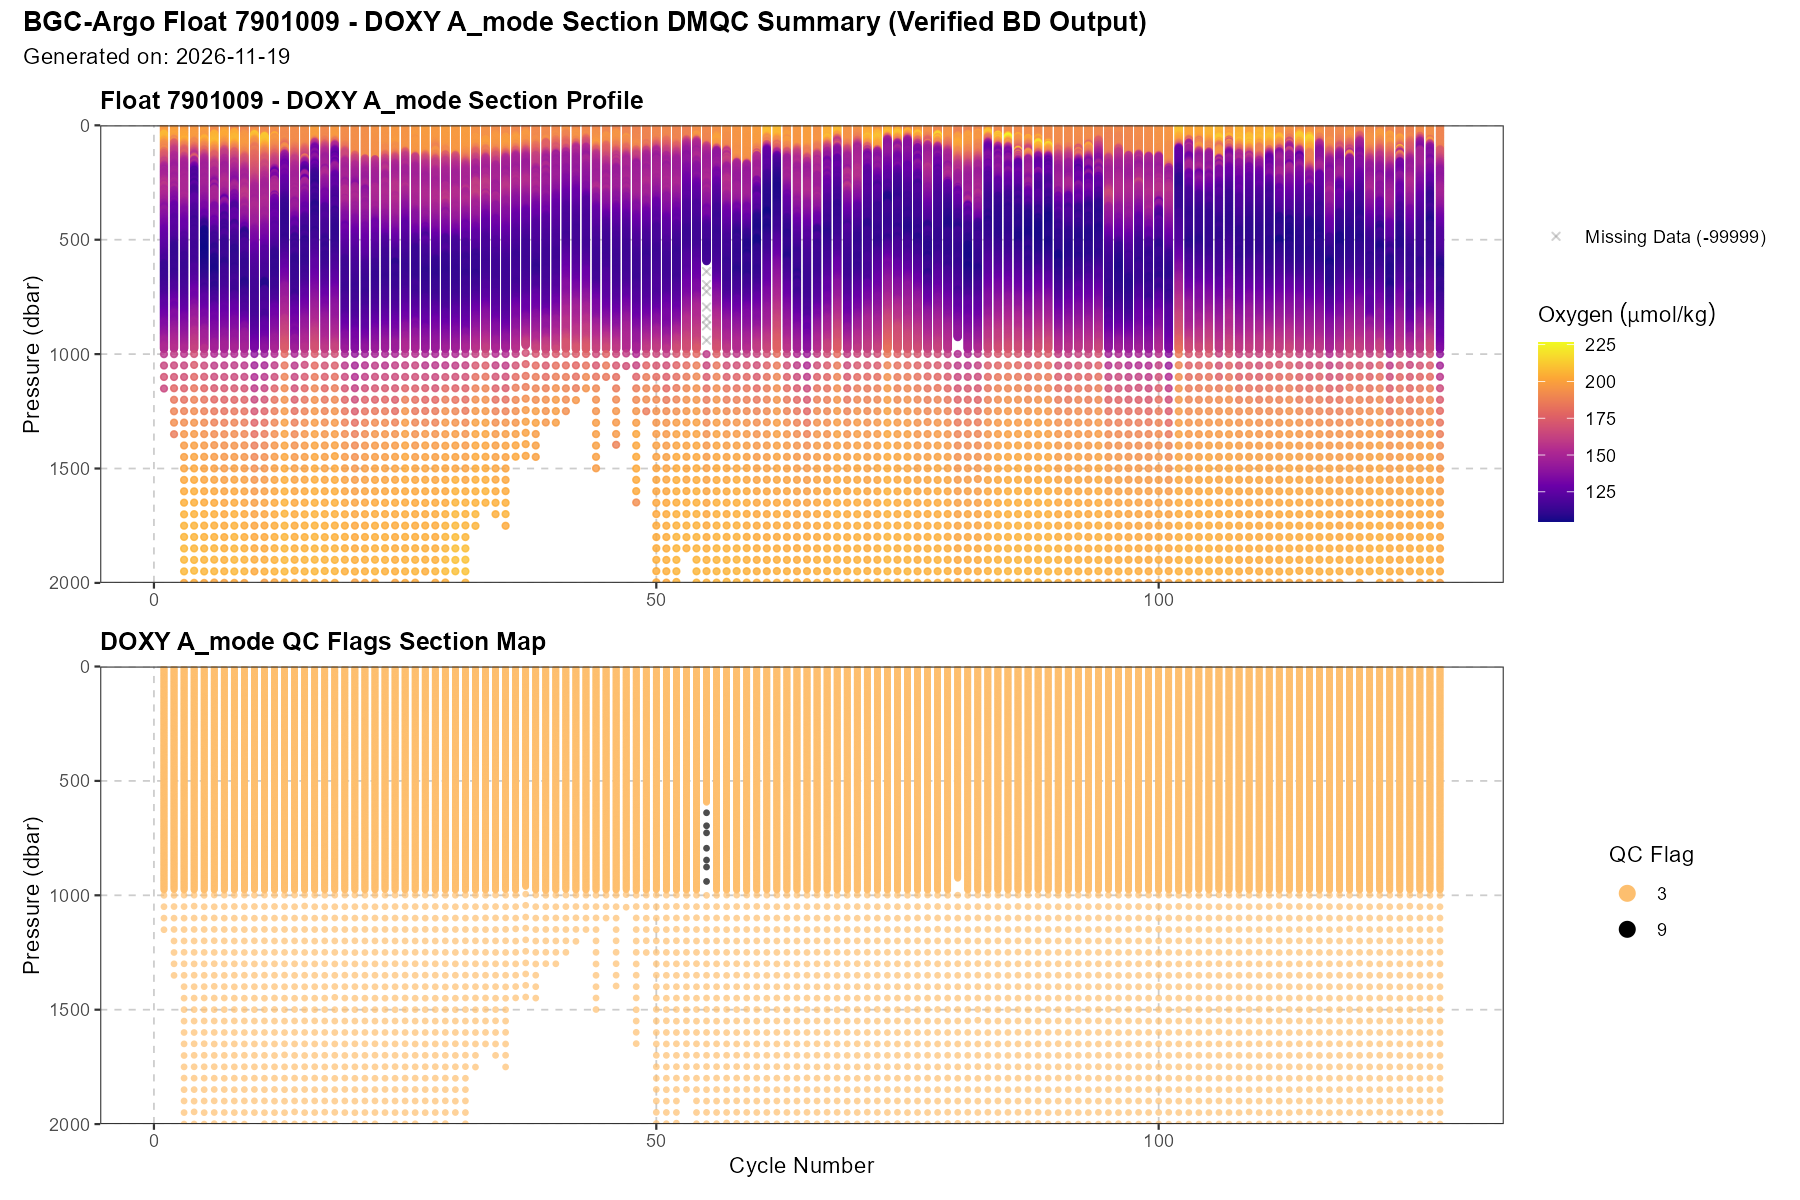 BGC-Argo Float 7901009 - DOXY A_mode Section DMQC Summary (Verified BD Output)
Generated on: 2026-11-19
Float 7901009 - DOXY A_mode Section Profile
Pressure (dbar)
0
500
1000
1500
2000
0
50
100
Missing Data (-99999)
Oxygen (μmol/kg)
225
200
175
150
125
DOXY A_mode QC Flags Section Map
Pressure (dbar)
0
500
1000
1500
2000
0
50
100
Cycle Number
QC Flag
3
9